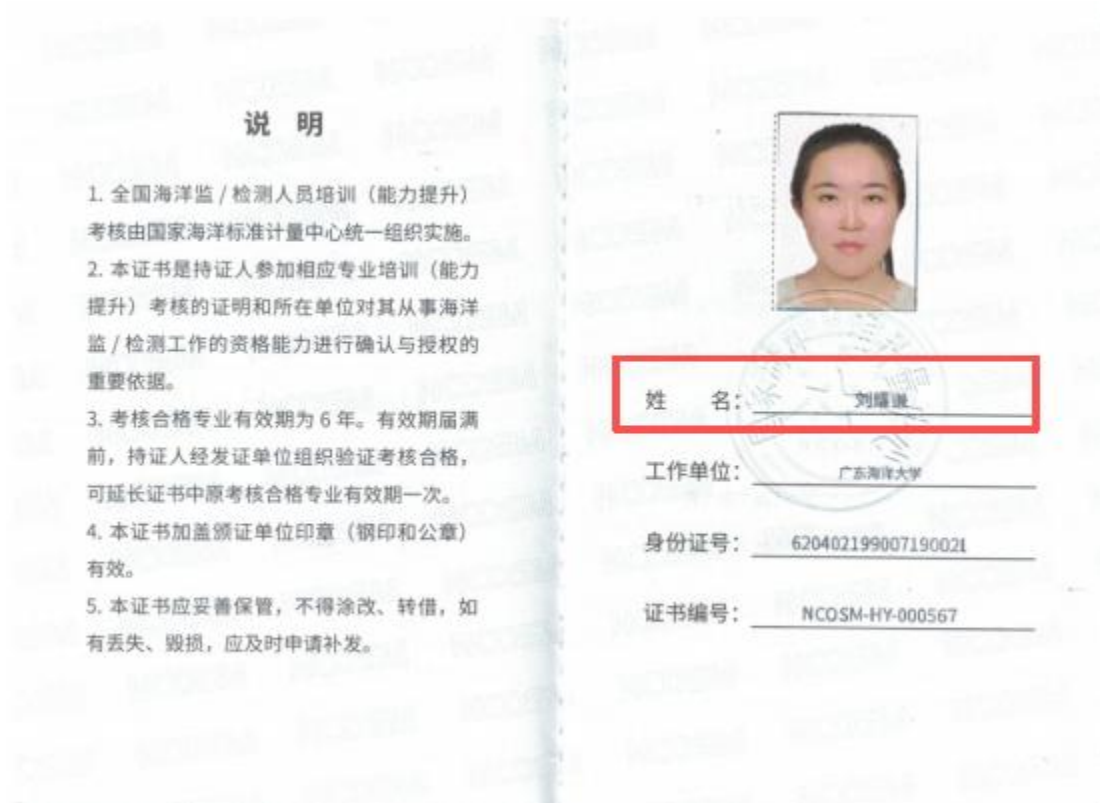 说 明
1. 全国海洋监 / 检测人员培训（能力提升）
考核由国家海洋标准计量中心统一组织实施。
2. 本证书是持证人参加相应专业培训（能力
提升）考核的证明和所在单位对其从事海洋
监 / 检测工作的资格能力进行确认与授权的
重要依据。
3. 考核合格专业有效期为 6 年。有效期届满
前，持证人经发证单位组织验证考核合格，
可延长证书中原考核合格专业有效期一次。
4. 本证书加盖颁证单位印章（钢印和公章）
有效。
5. 本证书应妥善保管，不得涂改、转借，如
有丢失、毁损，应及时申请补发。
姓 名： 刘
工作单位： 广东海洋大学
身份证号： 620402199007190021
证书编号： NCOSM-HY-000567